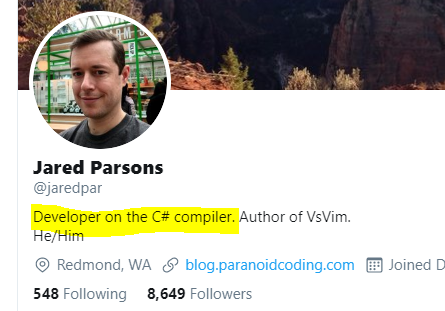 Jared Parsons
@jaredpar
Developer on the C# compiler. Author of VsVim.
He/Him
Redmond, WA blog.paranoidcoding.com Joined D
548 Following 8,649 Followers